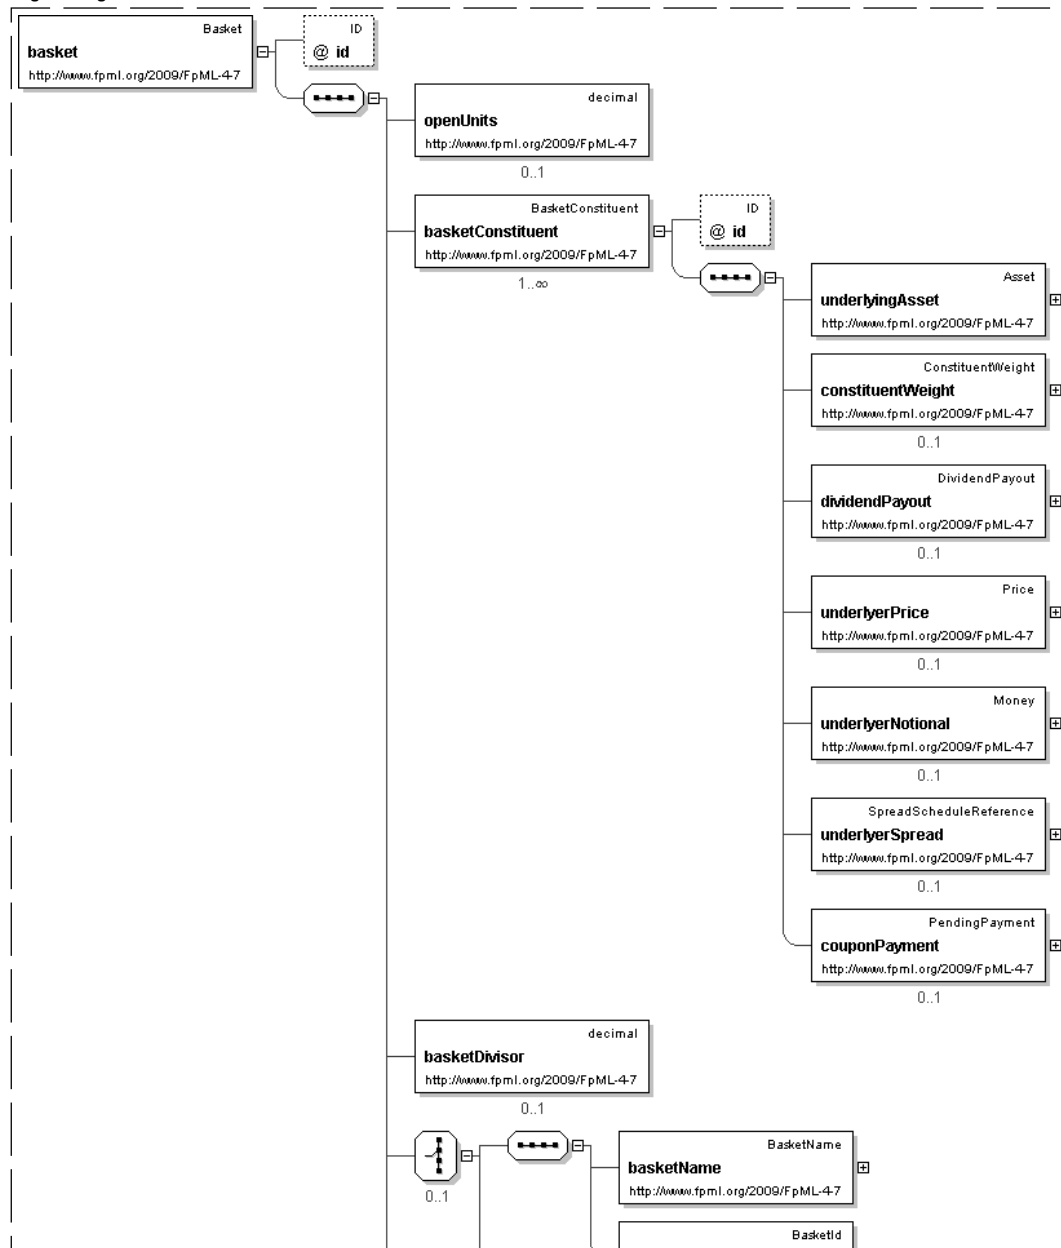 Basket
basket
http://www.fpml.org/2009/FpML-4-7
ID
@ id
decimal
openUnits
http://www.fpml.org/2009/FpML-4-7
0..1
BasketConstituent
basketConstituent
http://www.fpml.org/2009/FpML-4-7
1..∞
ID
@ id
Asset
underlyingAsset
http://www.fpml.org/2009/FpML-4-7
ConstituentWeight
constituentWeight
http://www.fpml.org/2009/FpML-4-7
0..1
DividendPayout
dividendPayout
http://www.fpml.org/2009/FpML-4-7
0..1
Price
underlyerPrice
http://www.fpml.org/2009/FpML-4-7
0..1
Money
underlyerNotional
http://www.fpml.org/2009/FpML-4-7
0..1
SpreadScheduleReference
underlyerSpread
http://www.fpml.org/2009/FpML-4-7
0..1
PendingPayment
couponPayment
http://www.fpml.org/2009/FpML-4-7
0..1
decimal
basketDivisor
http://www.fpml.org/2009/FpML-4-7
0..1
0..1
BasketName
basketName
http://www.fpml.org/2009/FpML-4-7
BasketId